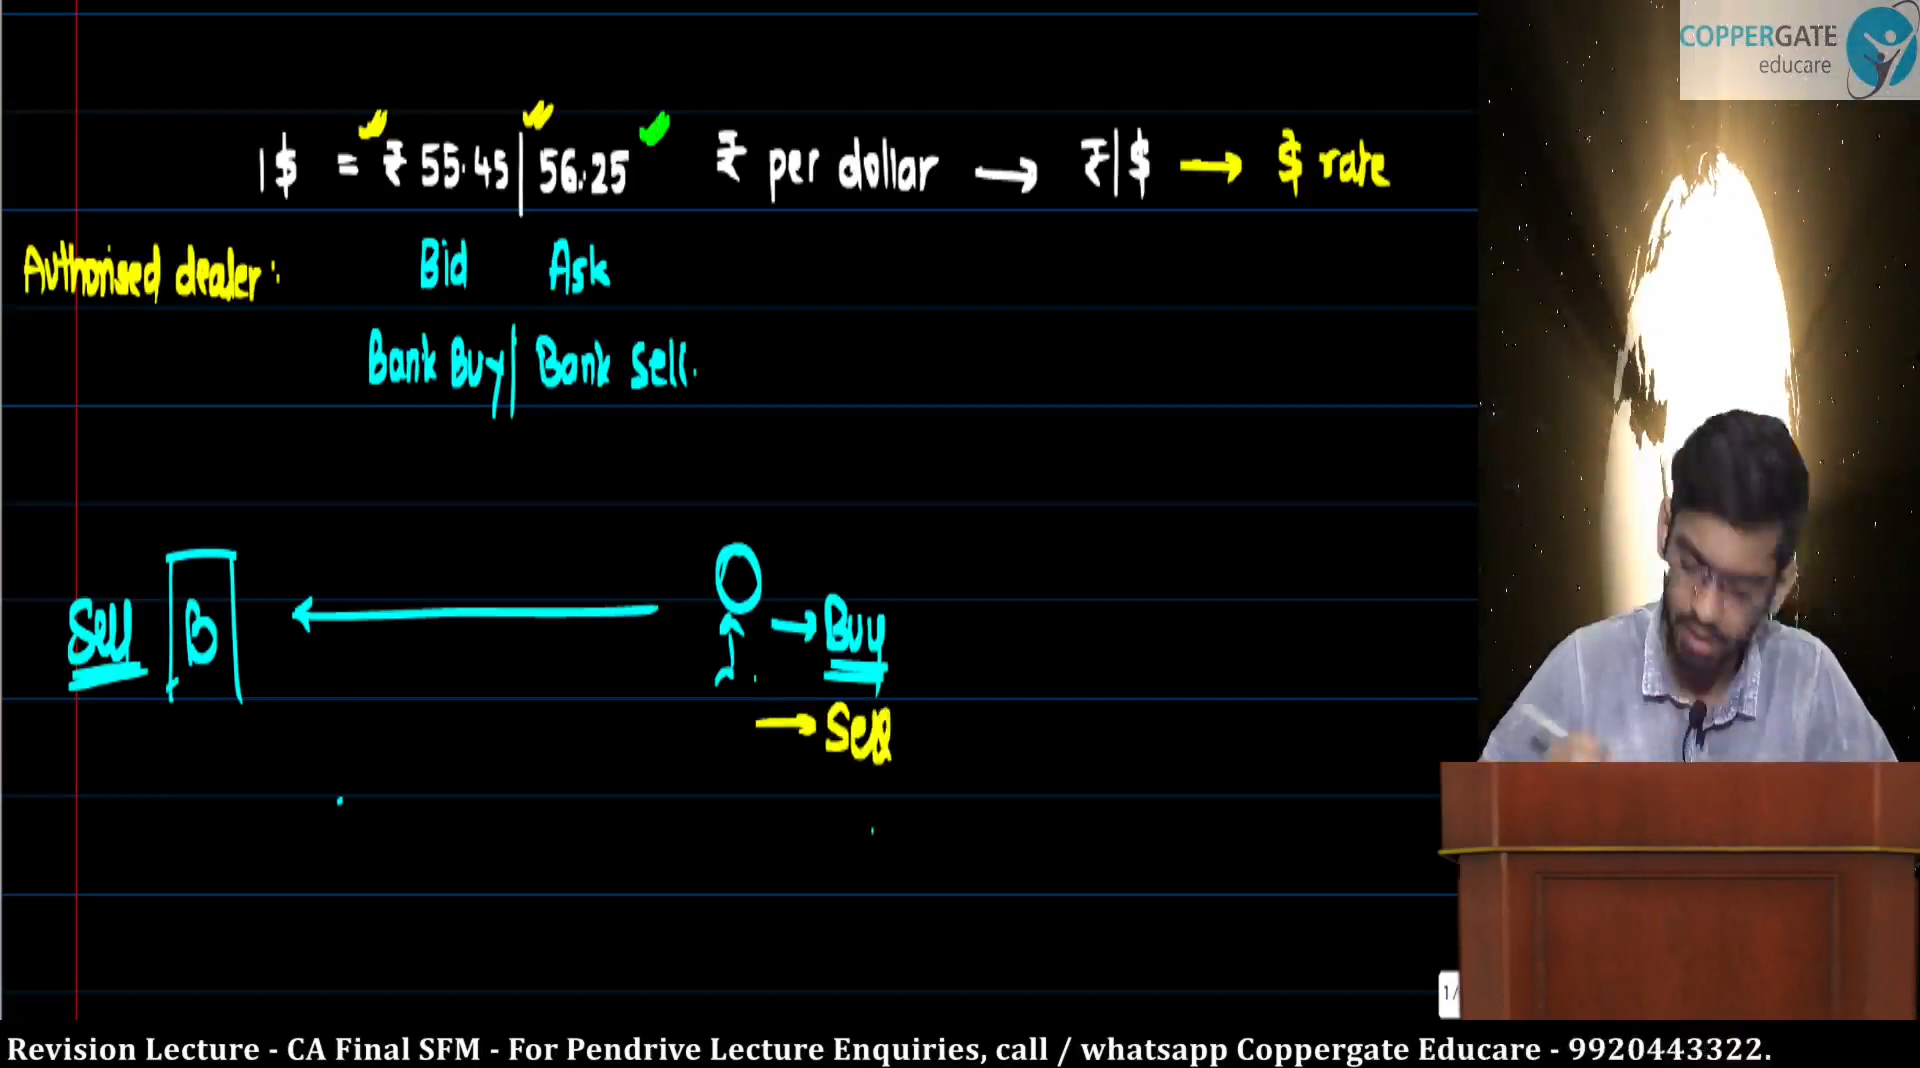 COPPERGATE
educare
1$ = ₹ 55.45|56.25 ₹ per dollar → ₹|$ → $ rate
Authorised dealer: Bid Ask
Bank Buy| Bank Sell.
Sell B ← → Buy
→ Sell
1/
Revision Lecture - CA Final SFM - For Pendrive Lecture Enquiries, call / whatsapp Coppergate Educare - 9920443322.